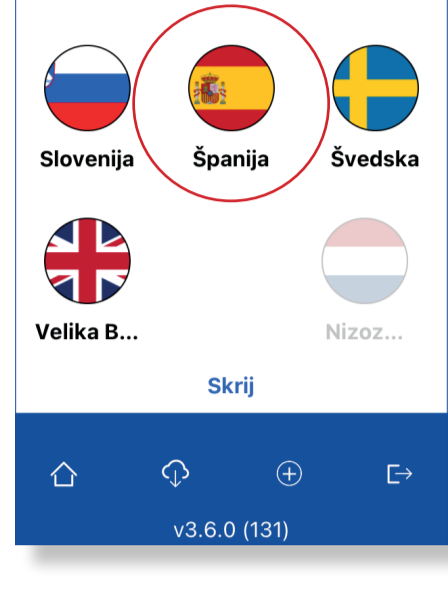 Slovenija Španija Švedska
Velika B... Nizoz...
Skrij
v3.6.0 (131)